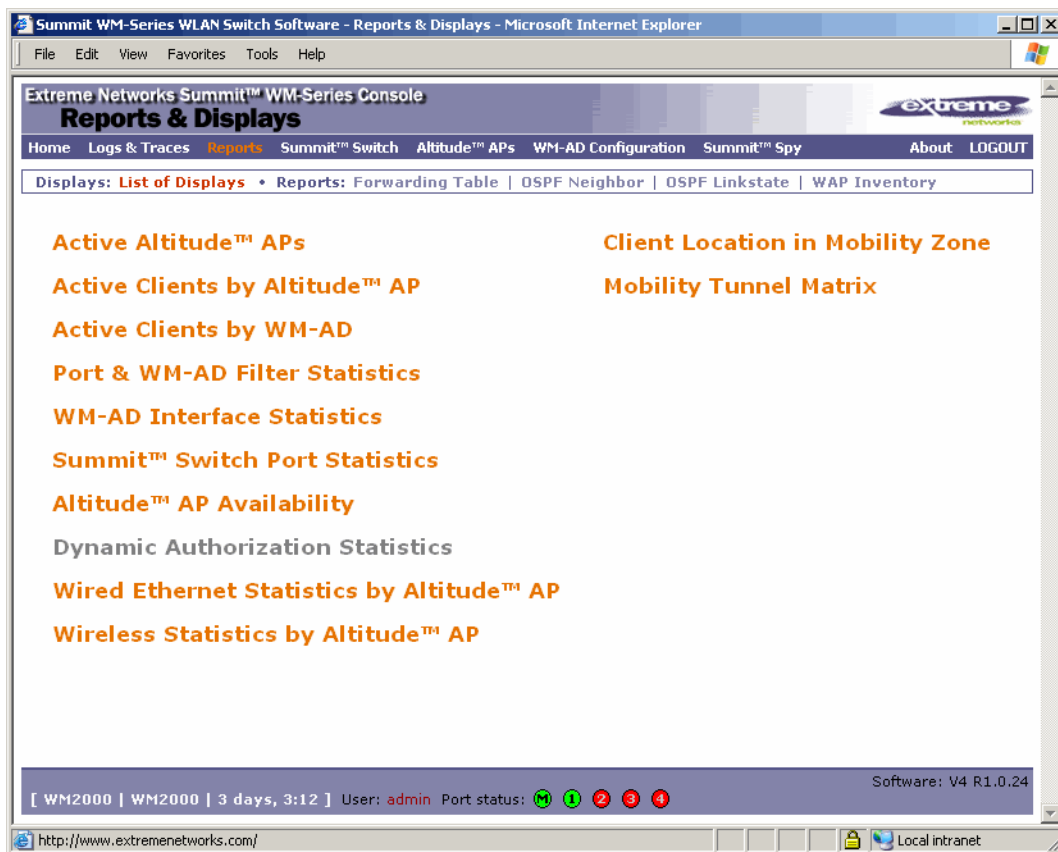 Summit WM-Series WLAN Switch Software - Reports & Displays - Microsoft Internet Explorer
File Edit View Favorites Tools Help
Extreme Networks Summit™ WM-Series Console
Reports & Displays
extreme
networks
Home Logs & Traces Reports Summit™ Switch Altitude™ APs WM-AD Configuration Summit™ Spy About LOGOUT
Displays: List of Displays • Reports: Forwarding Table | OSPF Neighbor | OSPF Linkstate | WAP Inventory
Active Altitude™ APs
Active Clients by Altitude™ AP
Active Clients by WM-AD
Port & WM-AD Filter Statistics
WM-AD Interface Statistics
Summit™ Switch Port Statistics
Altitude™ AP Availability
Dynamic Authorization Statistics
Wired Ethernet Statistics by Altitude™ AP
Wireless Statistics by Altitude™ AP
Client Location in Mobility Zone
Mobility Tunnel Matrix
Software: V4 R1.0.24
[ WM2000 | WM2000 | 3 days, 3:12 ] User: admin Port status: M 1 2 3 4
http://www.extremenetworks.com/ Local intranet